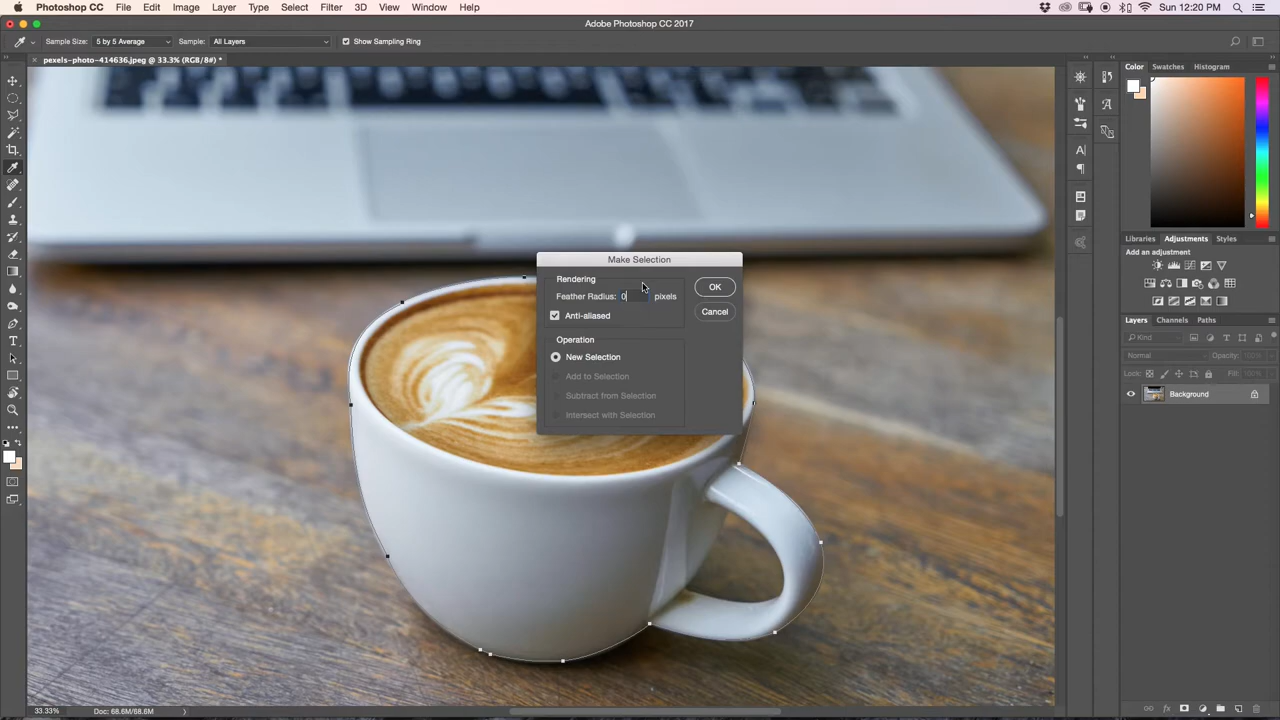 Photoshop CC File Edit Image Layer Type Select Filter 3D View Window Help Sun 12:20 PM
Adobe Photoshop CC 2017
Sample Size: 5 by 5 Average Sample: All Layers Show Sampling Ring
pexels-photo-414636.jpeg @ 33.3% (RGB/8#) *
Color Swatches Histogram
Libraries Adjustments Styles
Add an adjustment
Make Selection
Rendering
Feather Radius: 0 pixels
OK
Anti-aliased
Cancel
Operation
New Selection
Add to Selection
Subtract from Selection
Intersect with Selection
Layers Channels Paths
Kind
Normal Opacity: 100%
Lock: Fill: 100%
Background
33.33% Doc: 68.6M/68.6M